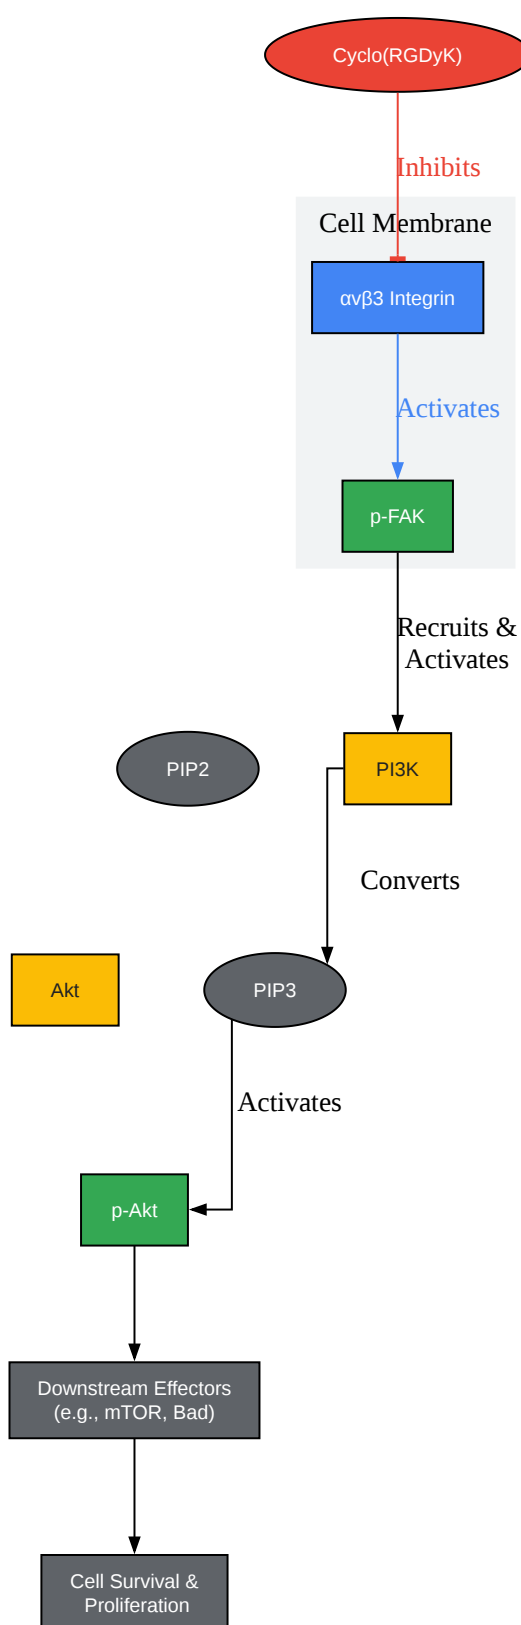 Cyclo(RGDyK)
Inhibits
Cell Membrane
αvβ3 Integrin
Activates
p-FAK
Recruits &
Activates
PIP2
PI3K
Converts
Akt
PIP3
Activates
p-Akt
Downstream Effectors
(e.g., mTOR, Bad)
Cell Survival &
Proliferation